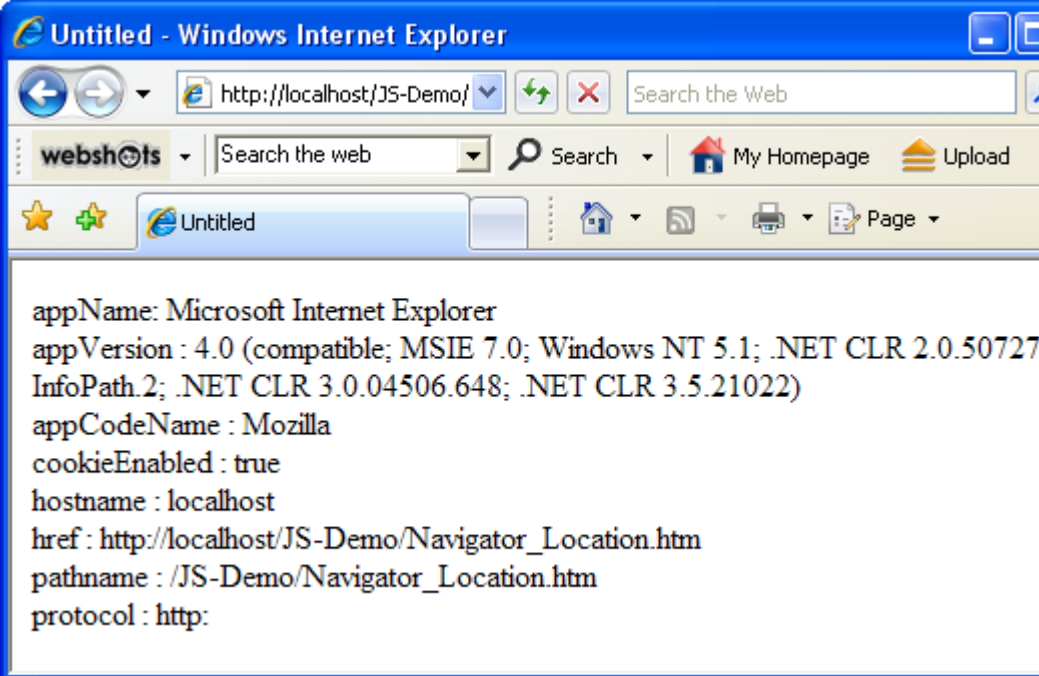 Untitled - Windows Internet Explorer
http://localhost/JS-Demo/ Search the Web
websh@ts Search the web Search My Homepage Upload
Untitled Page
appName: Microsoft Internet Explorer
appVersion : 4.0 (compatible; MSIE 7.0; Windows NT 5.1; .NET CLR 2.0.50727
InfoPath.2; .NET CLR 3.0.04506.648; .NET CLR 3.5.21022)
appCodeName : Mozilla
cookieEnabled : true
hostname : localhost
href : http://localhost/JS-Demo/Navigator_Location.htm
pathname : /JS-Demo/Navigator_Location.htm
protocol : http: